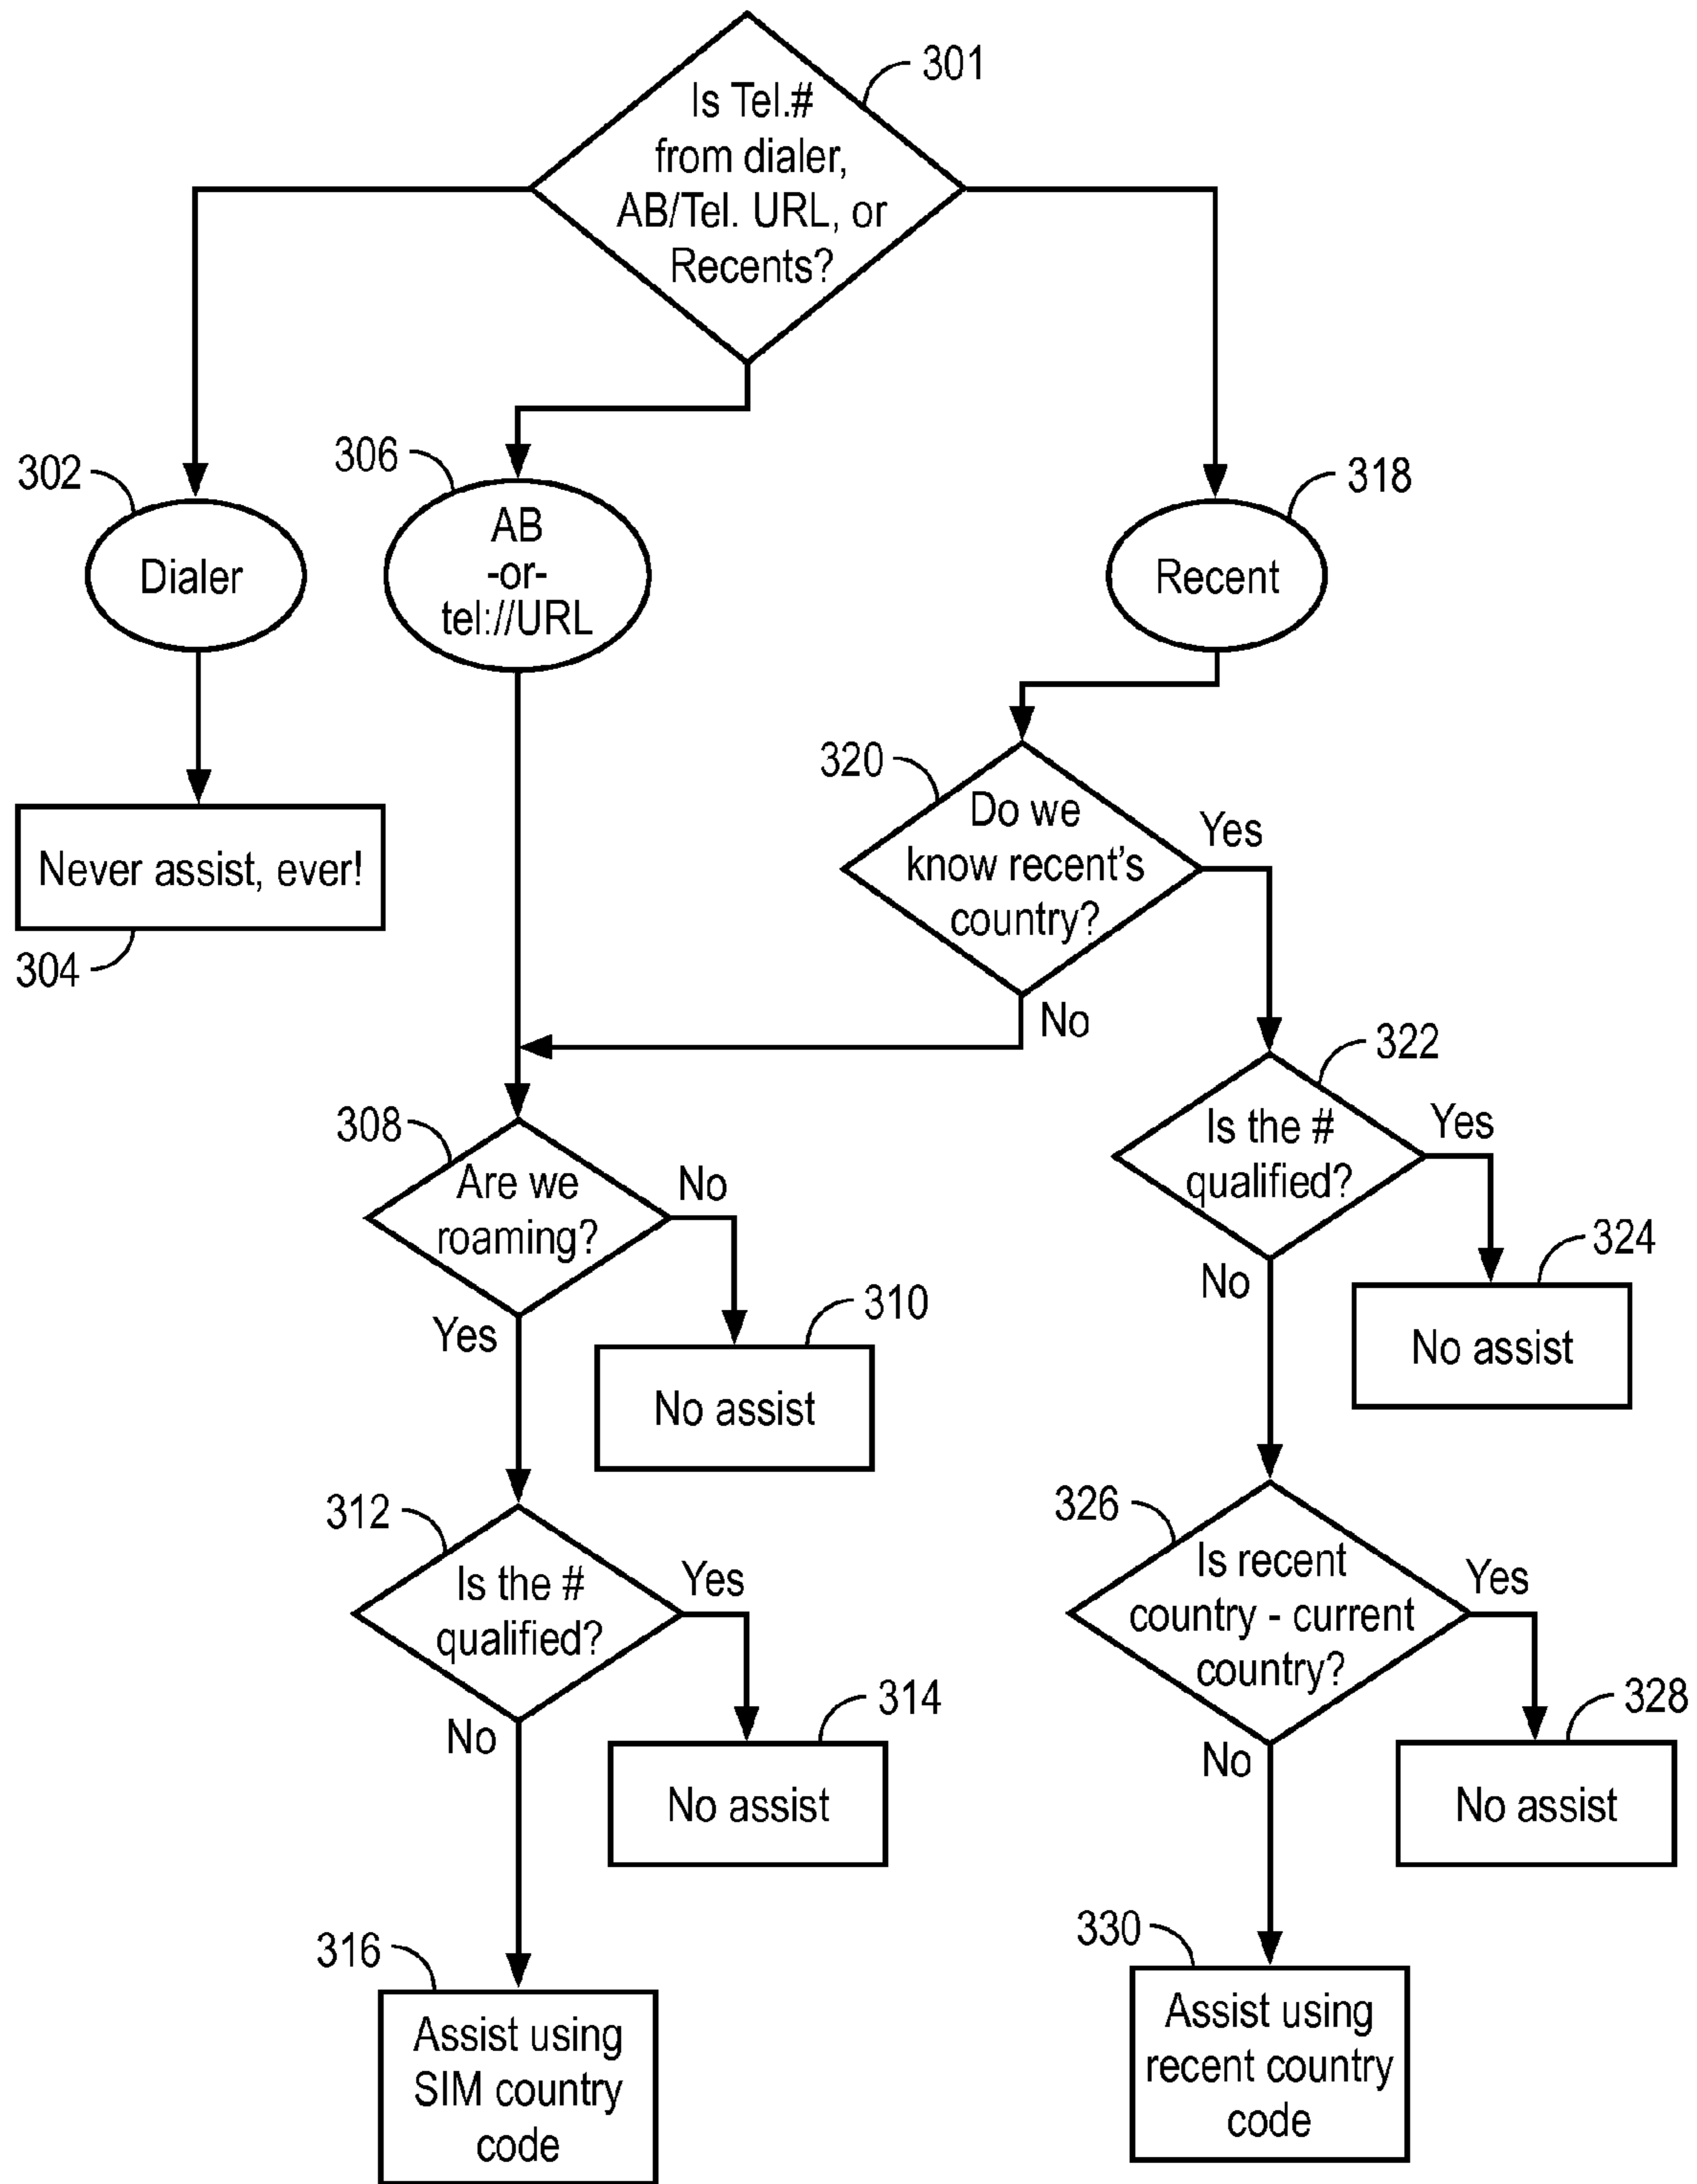 301
Is Tel.#
from dialer,
AB/Tel. URL, or
Recents?
302
Dialer
306
AB
-or-
tel://URL
318
Recent
Never assist, ever!
304
320
Do we
know recent's
country?
Yes
No
308
Are we
roaming?
No
Yes
322
Is the #
qualified?
Yes
No
324
No assist
310
No assist
312
Is the #
qualified?
Yes
No
314
No assist
326
Is recent
country - current
country?
Yes
No
328
No assist
316
Assist using
SIM country
code
330
Assist using
recent country
code